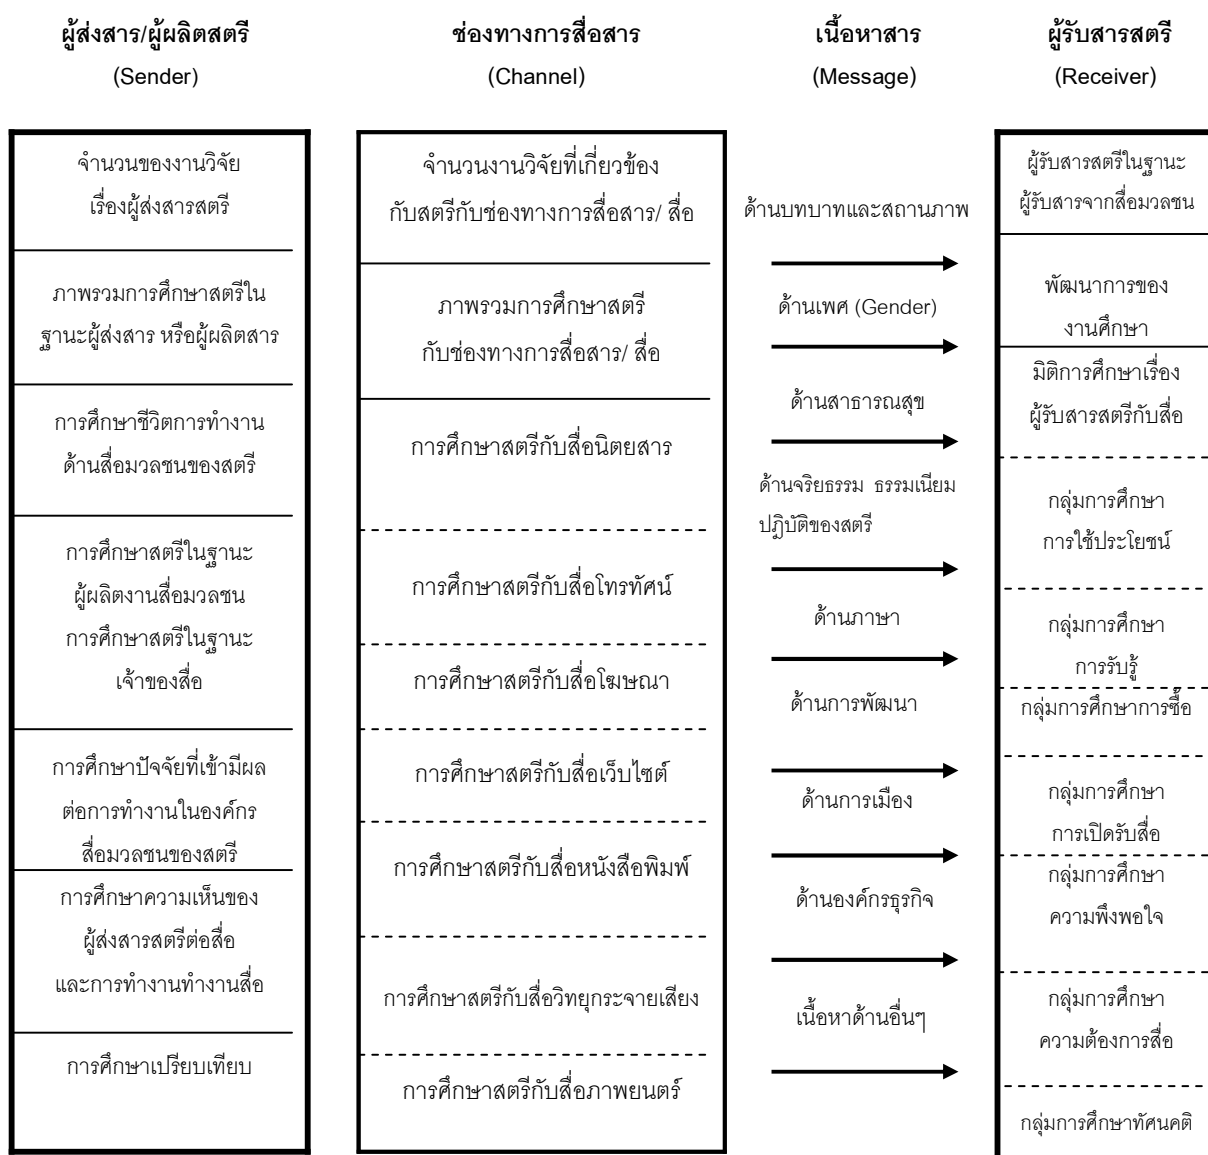 ผู้ส่งสาร/ผู้ผลิตสตรี
(Sender)
จำนวนของงานวิจัย
เรื่องผู้ส่งสารสตรี
ภาพรวมการศึกษาสตรีใน
ฐานะผู้ส่งสาร หรือผู้ผลิตสาร
การศึกษาชีวิตการทำงาน
ด้านสื่อมวลชนของสตรี
การศึกษาสตรีในฐานะ
ผู้ผลิตงานสื่อมวลชน
การศึกษาสตรีในฐานะ
เจ้าของสื่อ
การศึกษาปัจจัยที่เข้ามีผล
ต่อการทำงานในองค์กร
สื่อมวลชนของสตรี
การศึกษาความเห็นของ
ผู้ส่งสารสตรีต่อสื่อ
และการทำงานทำงานสื่อ
การศึกษาเปรียบเทียบ
ช่องทางการสื่อสาร
(Channel)
จำนวนงานวิจัยที่เกี่ยวข้อง
กับสตรีกับช่องทางการสื่อสาร/ สื่อ
ภาพรวมการศึกษาสตรี
กับช่องทางการสื่อสาร/ สื่อ
การศึกษาสตรีกับสื่อนิตยสาร
การศึกษาสตรีกับสื่อโทรทัศน์
การศึกษาสตรีกับสื่อโฆษณา
การศึกษาสตรีกับสื่อเว็บไซต์
การศึกษาสตรีกับสื่อหนังสือพิมพ์
การศึกษาสตรีกับสื่อวิทยุกระจายเสียง
การศึกษาสตรีกับสื่อภาพยนตร์
เนื้อหาสาร
(Message)
ด้านบทบาทและสถานภาพ
ด้านเพศ (Gender)
ด้านสาธารณสุข
ด้านจริยธรรม ธรรมเนียม
ปฏิบัติของสตรี
ด้านภาษา
ด้านการพัฒนา
ด้านการเมือง
ด้านองค์กรธุรกิจ
เนื้อหาด้านอื่นๆ
ผู้รับสารสตรี
(Receiver)
ผู้รับสารสตรีในฐานะ
ผู้รับสารจากสื่อมวลชน
พัฒนาการของ
งานศึกษา
มิติการศึกษาเรื่อง
ผู้รับสารสตรีกับสื่อ
กลุ่มการศึกษา
การใช้ประโยชน์
กลุ่มการศึกษา
การรับรู้
กลุ่มการศึกษาการซื้อ
กลุ่มการศึกษา
การเปิดรับสื่อ
กลุ่มการศึกษา
ความพึงพอใจ
กลุ่มการศึกษา
ความต้องการสื่อ
กลุ่มการศึกษาทัศนคติ